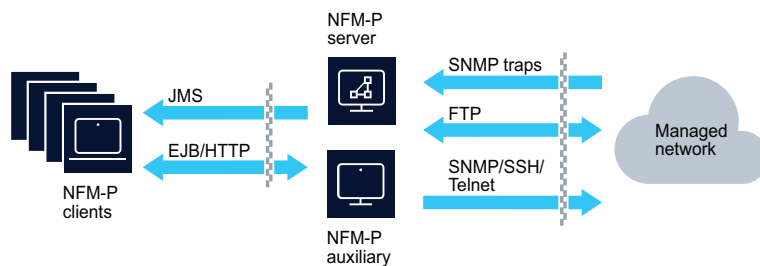 NFM-P
server
SNMP traps
JMS
FTP
Managed
network
EJB/HTTP
SNMP/SSH/
Telnet
NFM-P
clients
NFM-P
auxiliary